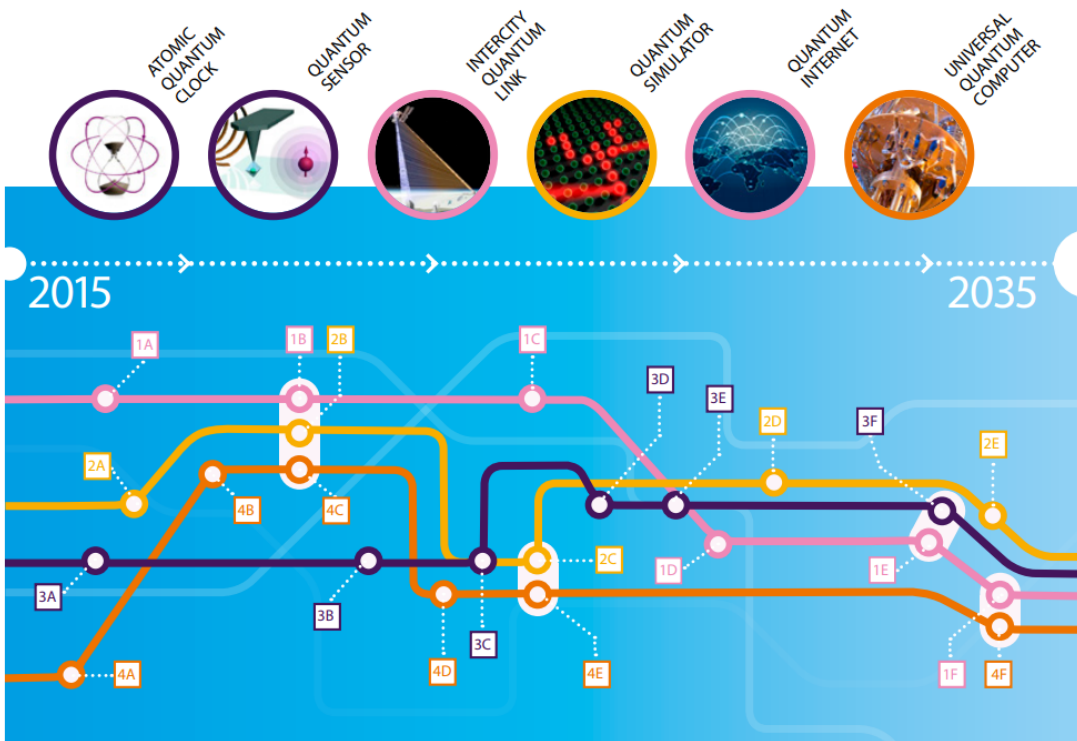 ATOMIC
QUANTUM
CLOCK
QUANTUM
SENSOR
INTERCITY
QUANTUM
LINK
QUANTUM
SIMULATOR
QUANTUM
INTERNET
UNIVERSAL
QUANTUM
COMPUTER
2015
2035
1A
1B
2B
1C
3D
3E
2D
3F
2E
2A
4B
4C
3A
3B
3C
2C
1D
1E
4A
4D
4E
1F
4F